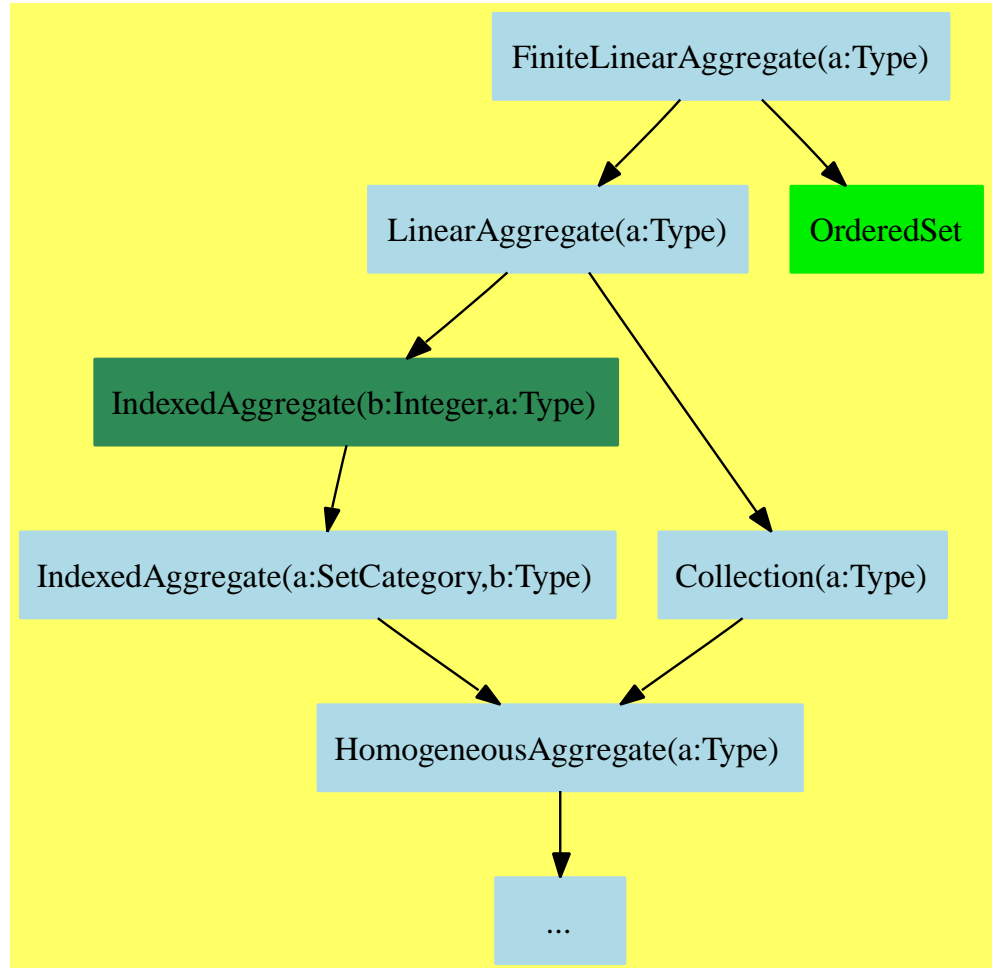 FiniteLinearAggregate(a:Type)
LinearAggregate(a:Type)
OrderedSet
IndexedAggregate(b:Integer,a:Type)
IndexedAggregate(a:SetCategory,b:Type)
Collection(a:Type)
HomogeneousAggregate(a:Type)
...